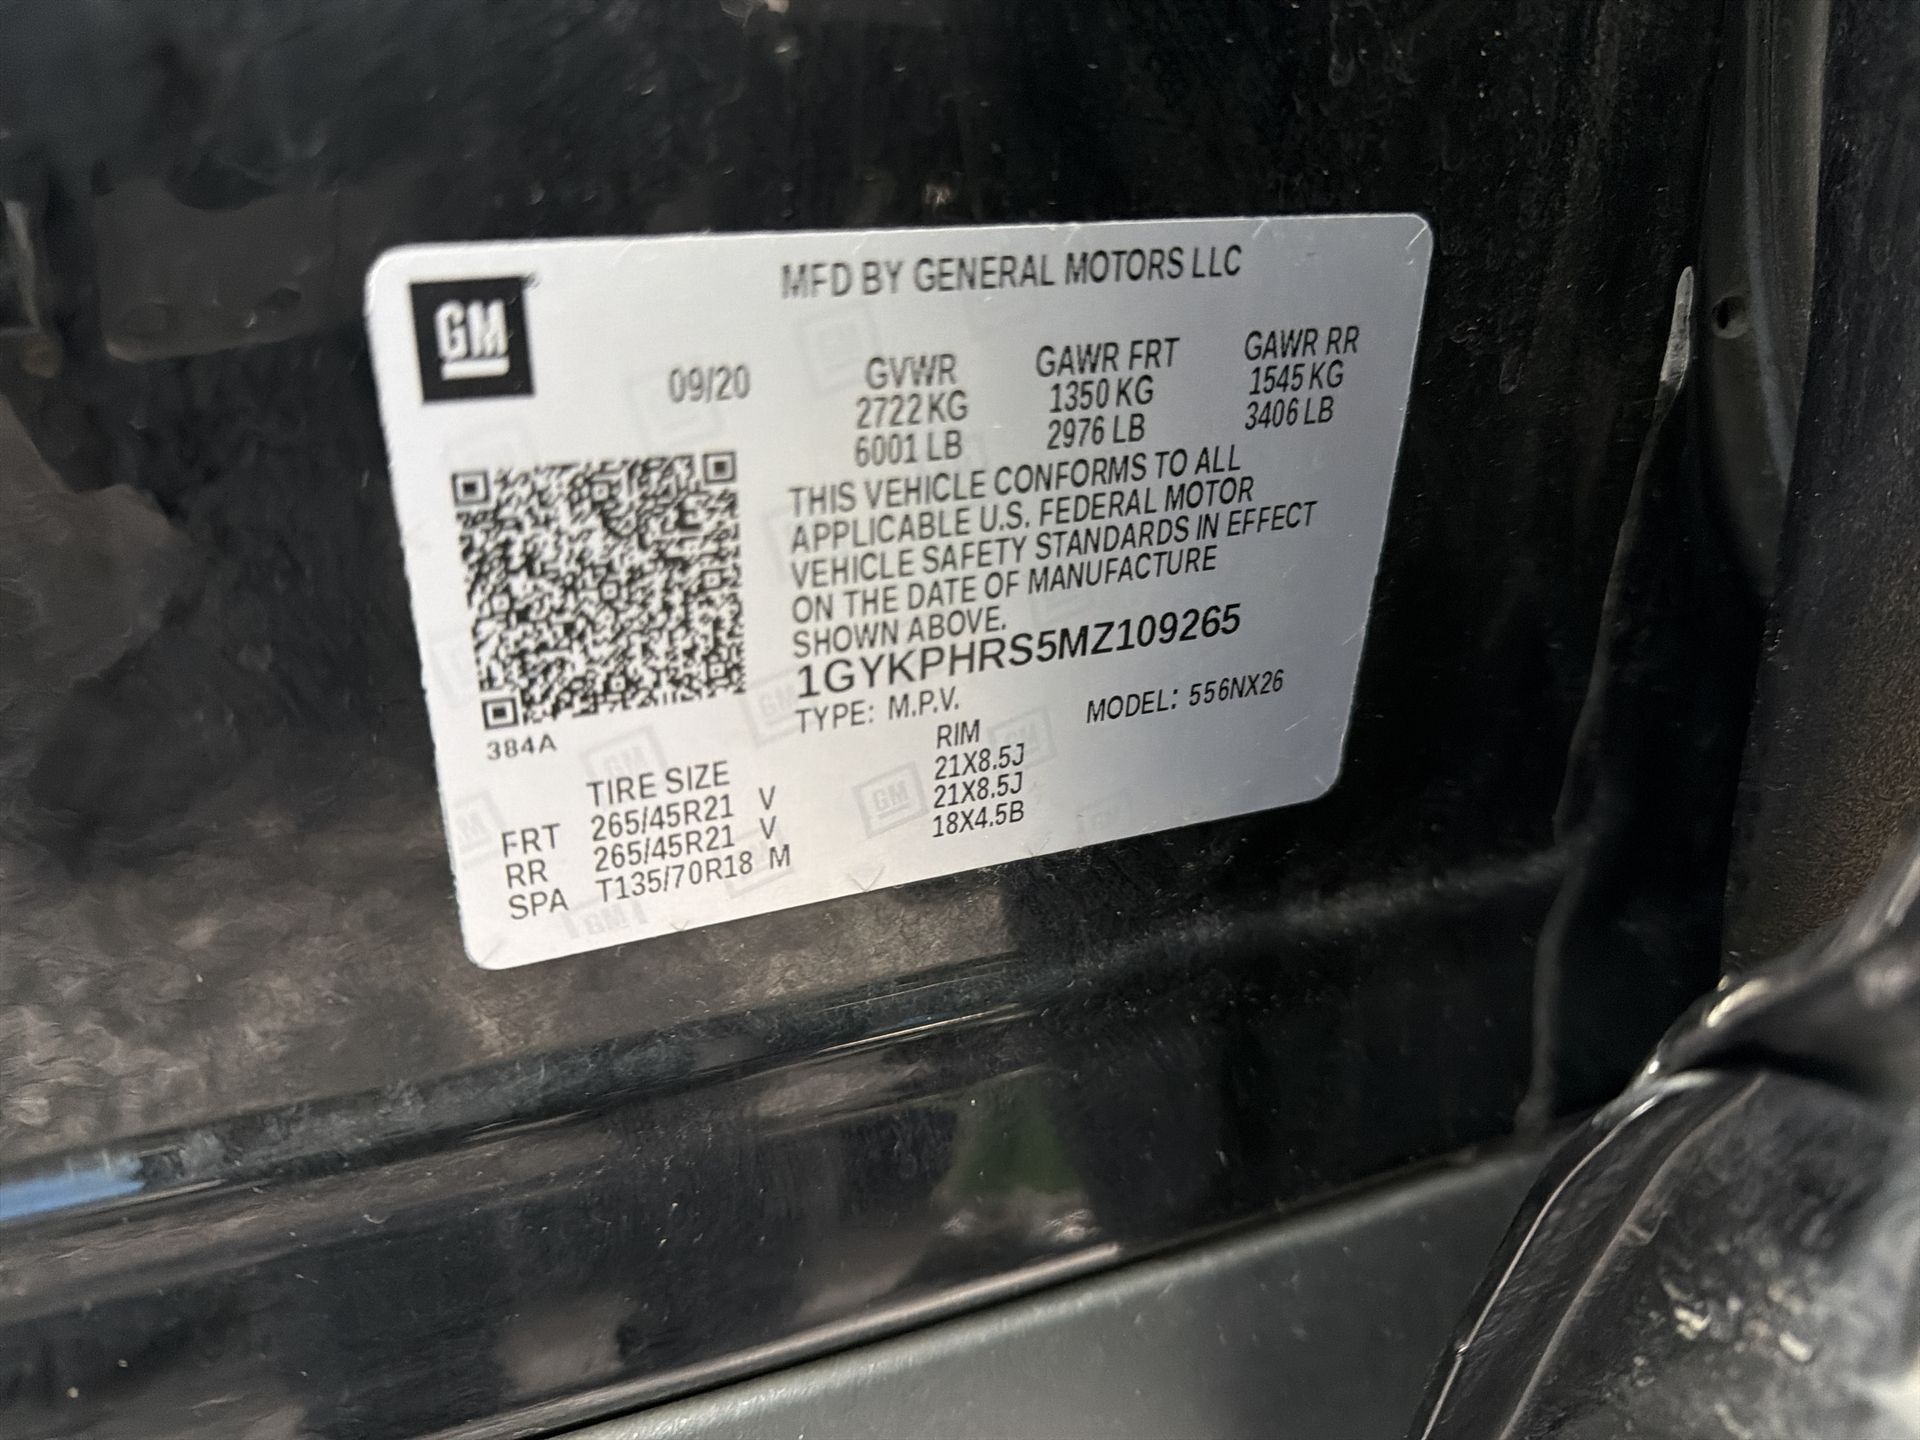 GM
MFD BY GENERAL MOTORS LLC
09/20
GVWR
2722 KG
6001 LB
GAWR FRT
1350 KG
2976 LB
GAWR RR
1545 KG
3406 LB
THIS VEHICLE CONFORMS TO ALL
APPLICABLE U.S. FEDERAL MOTOR
VEHICLE SAFETY STANDARDS IN EFFECT
ON THE DATE OF MANUFACTURE
SHOWN ABOVE.
1GYKPHRS5MZ109265
TYPE: M.P.V. MODEL: 556NX26
384A
TIRE SIZE RIM
FRT 265/45R21 V 21X8.5J
RR 265/45R21 V 21X8.5J
SPA T135/70R18 M 18X4.5B